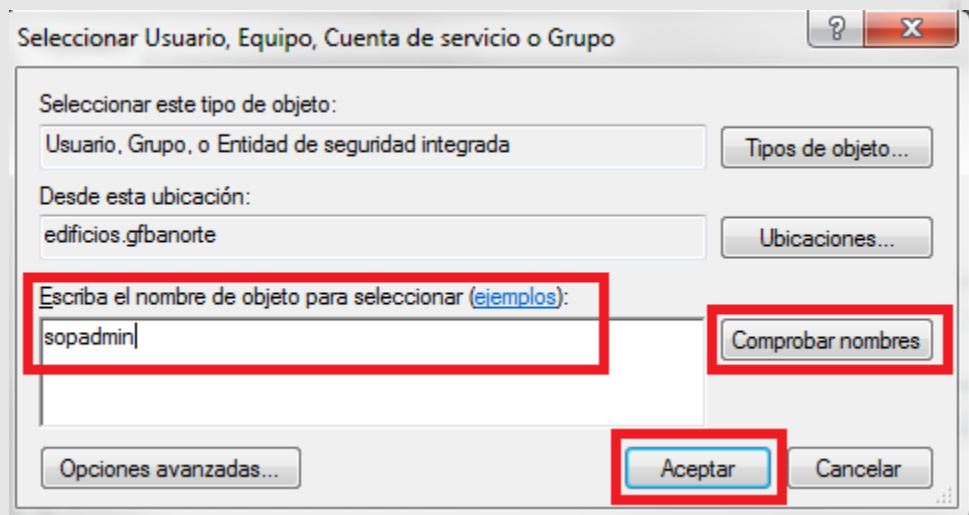 Seleccionar Usuario, Equipo, Cuenta de servicio o Grupo
Seleccionar este tipo de objeto:
Usuario, Grupo, o Entidad de seguridad integrada
Tipos de objeto...
Desde esta ubicación:
edificios.gfbanorte
Ubicaciones...
Escriba el nombre de objeto para seleccionar (ejemplos):
sopadmin
Comprobar nombres
Opciones avanzadas...
Aceptar
Cancelar